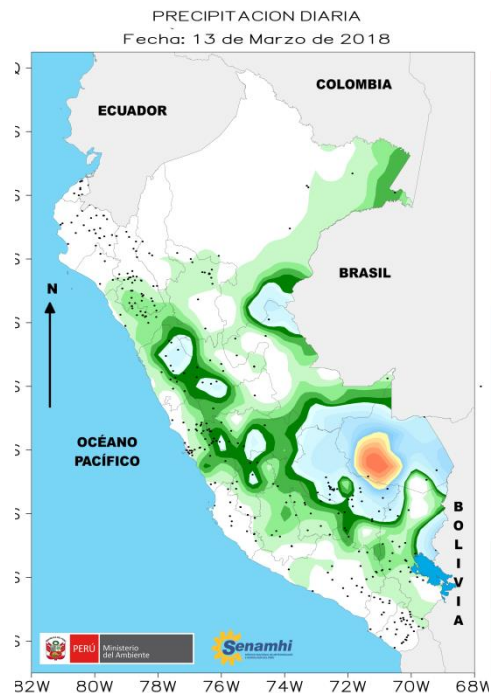 PRECIPITACION DIARIA
Fecha: 13 de Marzo de 2018
COLOMBIA
ECUADOR
BRASIL
N
OCÉANO
PACÍFICO
BOLIVIA
PERÚ
Ministerio
del Ambiente
Senamhi
82W 80W 78W 76W 74W 72W 70W 68W